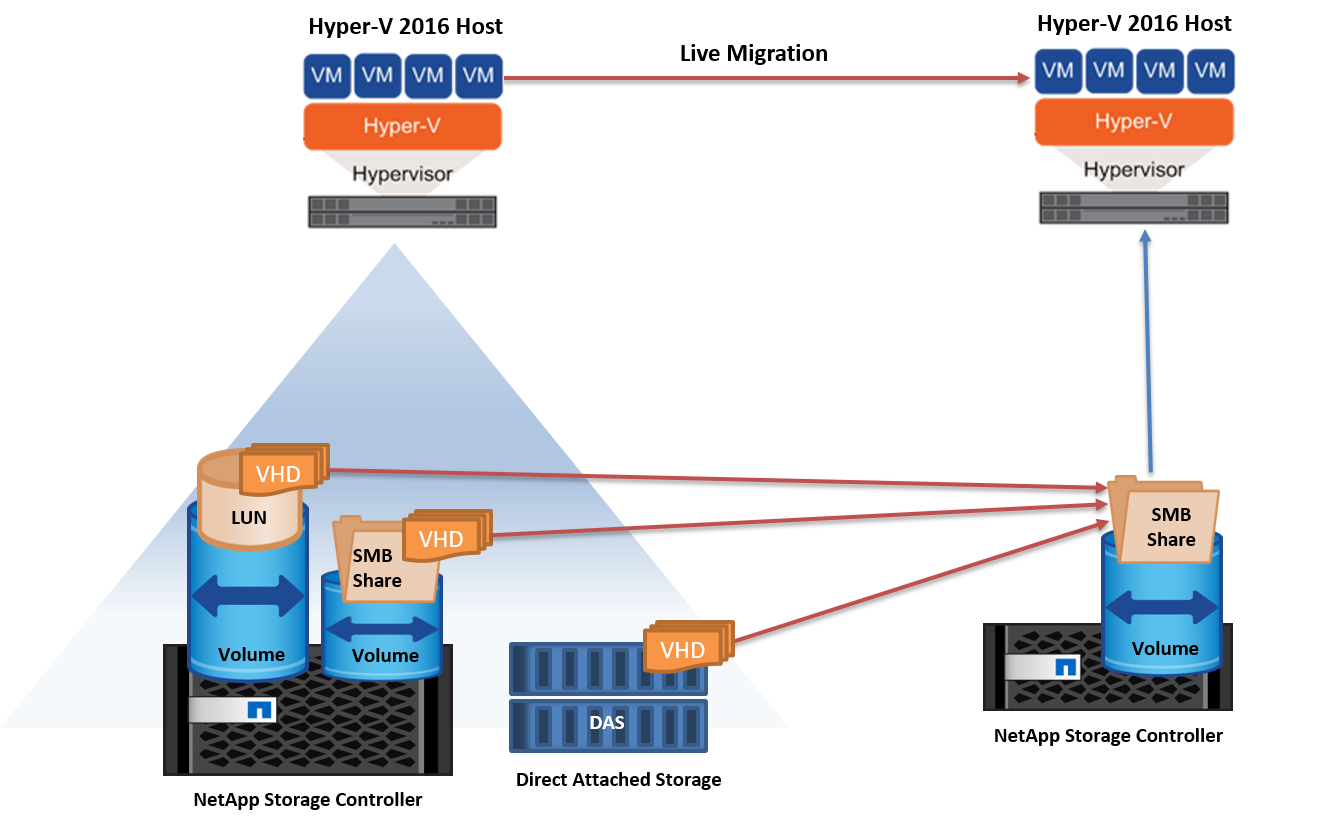 Hyper-V 2016 Host
VM VM VM VM
Hyper-V
Hypervisor
Live Migration
Hyper-V 2016 Host
VM VM VM VM
Hyper-V
Hypervisor
VHD
LUN
Volume
VHD
SMB
Share
Volume
NetApp Storage Controller
VHD
DAS
Direct Attached Storage
SMB
Share
Volume
NetApp Storage Controller